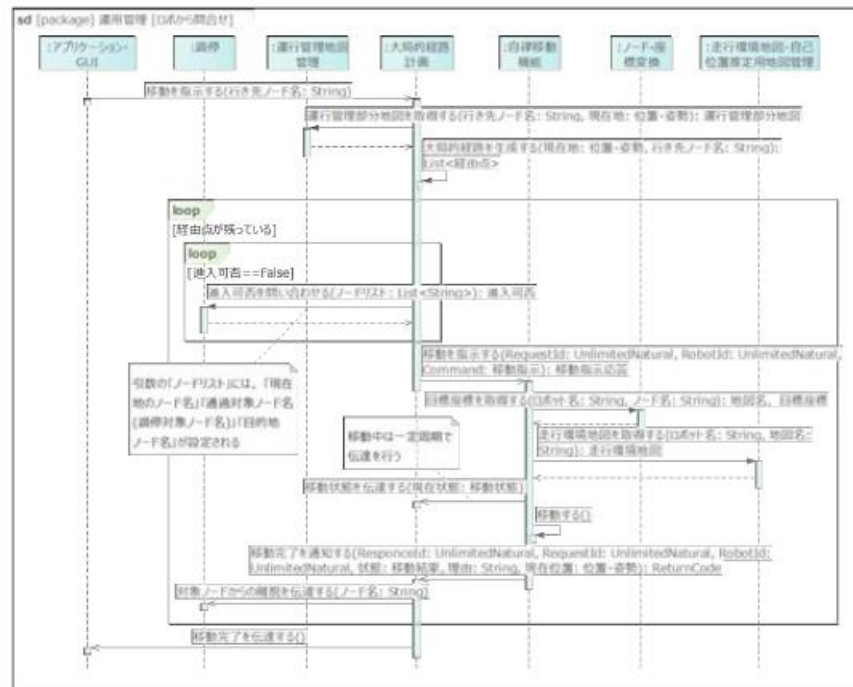 sd [package] 運用管理 [ロボから問合せ]
:アプリケーション-
GUI
:調停
:運行管理地図
管理
:大局的経路
計画
:自律移動
機能
:ノード-座
標変換
:走行環境地図-自己
位置推定用地図管理
移動を指示する(行き先ノード名: String)
運行管理部分地図を取得する(行き先ノード名: String, 現在地: 位置-姿勢): 運行管理部分地図
大局的経路を生成する(現在地: 位置-姿勢, 行き先ノード名: String):
List<経由点>
loop
[経由点が残っている]
loop
[進入可否==False]
進入可否を問い合わせる(ノードリスト: List<String>): 進入可否
移動を指示する(RequestId: UnlimitedNatural, RobotId: UnlimitedNatural,
Command: 移動指示): 移動指示応答
引数の「ノードリスト」には、「現在
地のノード名」「通過対象ノード名
(調停対象ノード名)」「目的地
ノード名」が設定される
目標座標を取得する(ロボット名: String, ノード名: String): 地図名, 目標座標
移動中は一定周期で
伝達を行う
走行環境地図を取得する(ロボット名: String, 地図名:
String): 走行環境地図
移動状態を伝達する(現在状態: 移動状態)
移動する()
移動完了を通知する(ResponceId: UnlimitedNatural, RequestId: UnlimitedNatural, RobotId:
UnlimitedNatural, 状態: 移動結果, 理由: String, 現在位置: 位置-姿勢): ReturnCode
対象ノードからの離脱を伝達する(ノード名: String)
移動完了を伝達する()